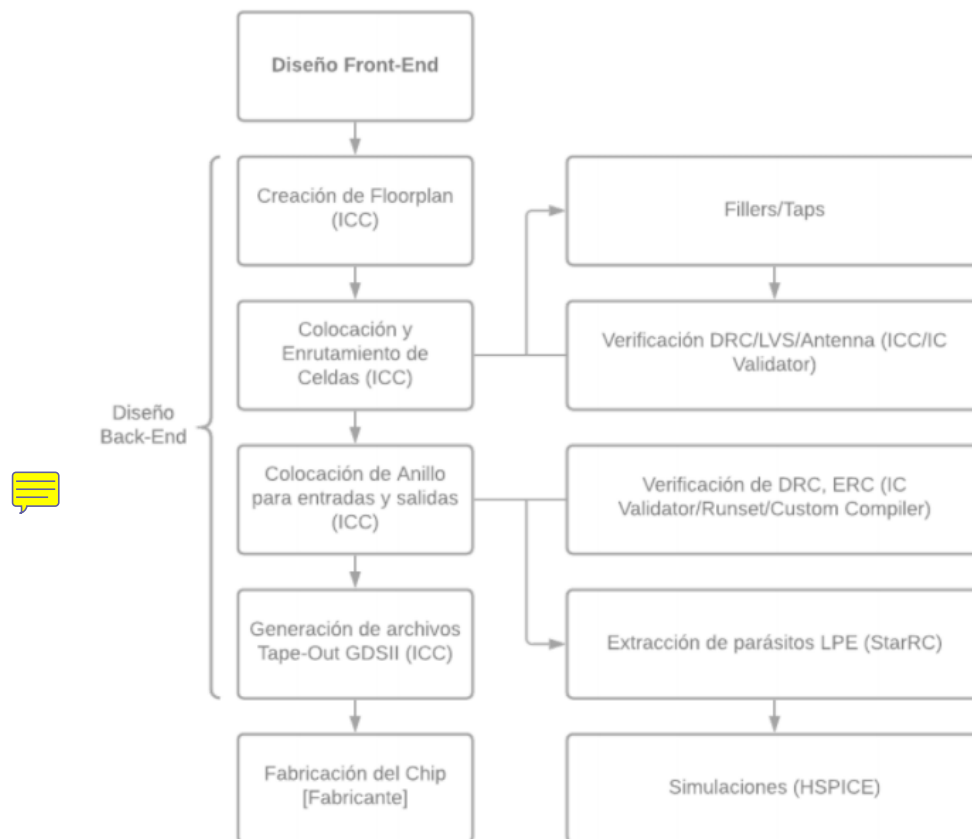 Diseño Front-End
Creación de Floorplan
(ICC)
Fillers/Taps
Colocación y
Enrutamiento de
Celdas (ICC)
Verificación DRC/LVS/Antenna (ICC/IC
Validator)
Diseño
Back-End
Colocación de Anillo
para entradas y salidas
(ICC)
Verificación de DRC, ERC (IC
Validator/Runset/Custom Compiler)
Generación de archivos
Tape-Out GDSII (ICC)
Extracción de parásitos LPE (StarRC)
Fabricación del Chip
[Fabricante]
Simulaciones (HSPICE)